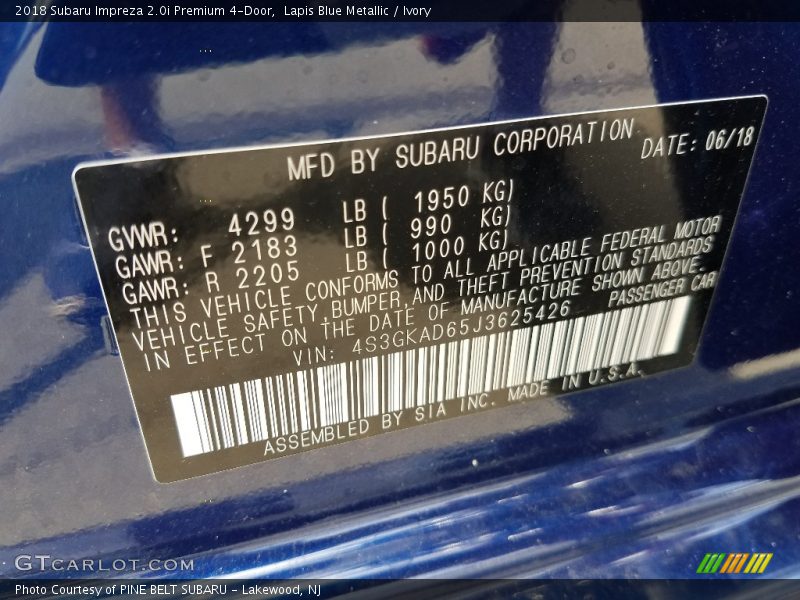 2018 Subaru Impreza 2.0i Premium 4-Door, Lapis Blue Metallic / Ivory
MFD BY SUBARU CORPORATION DATE: 06/18
GVWR: 4299 LB ( 1950 KG)
GAWR: F 2183 LB ( 990 KG)
GAWR: R 2205 LB ( 1000 KG)
THIS VEHICLE CONFORMS TO ALL APPLICABLE FEDERAL MOTOR
VEHICLE SAFETY, BUMPER, AND THEFT PREVENTION STANDARDS
IN EFFECT ON THE DATE OF MANUFACTURE SHOWN ABOVE.
VIN: 4S3GKAD65J3625426 PASSENGER CAR
ASSEMBLED BY SIA INC. MADE IN U.S.A.
GTCARLOT.COM
Photo Courtesy of PINE BELT SUBARU - Lakewood, NJ